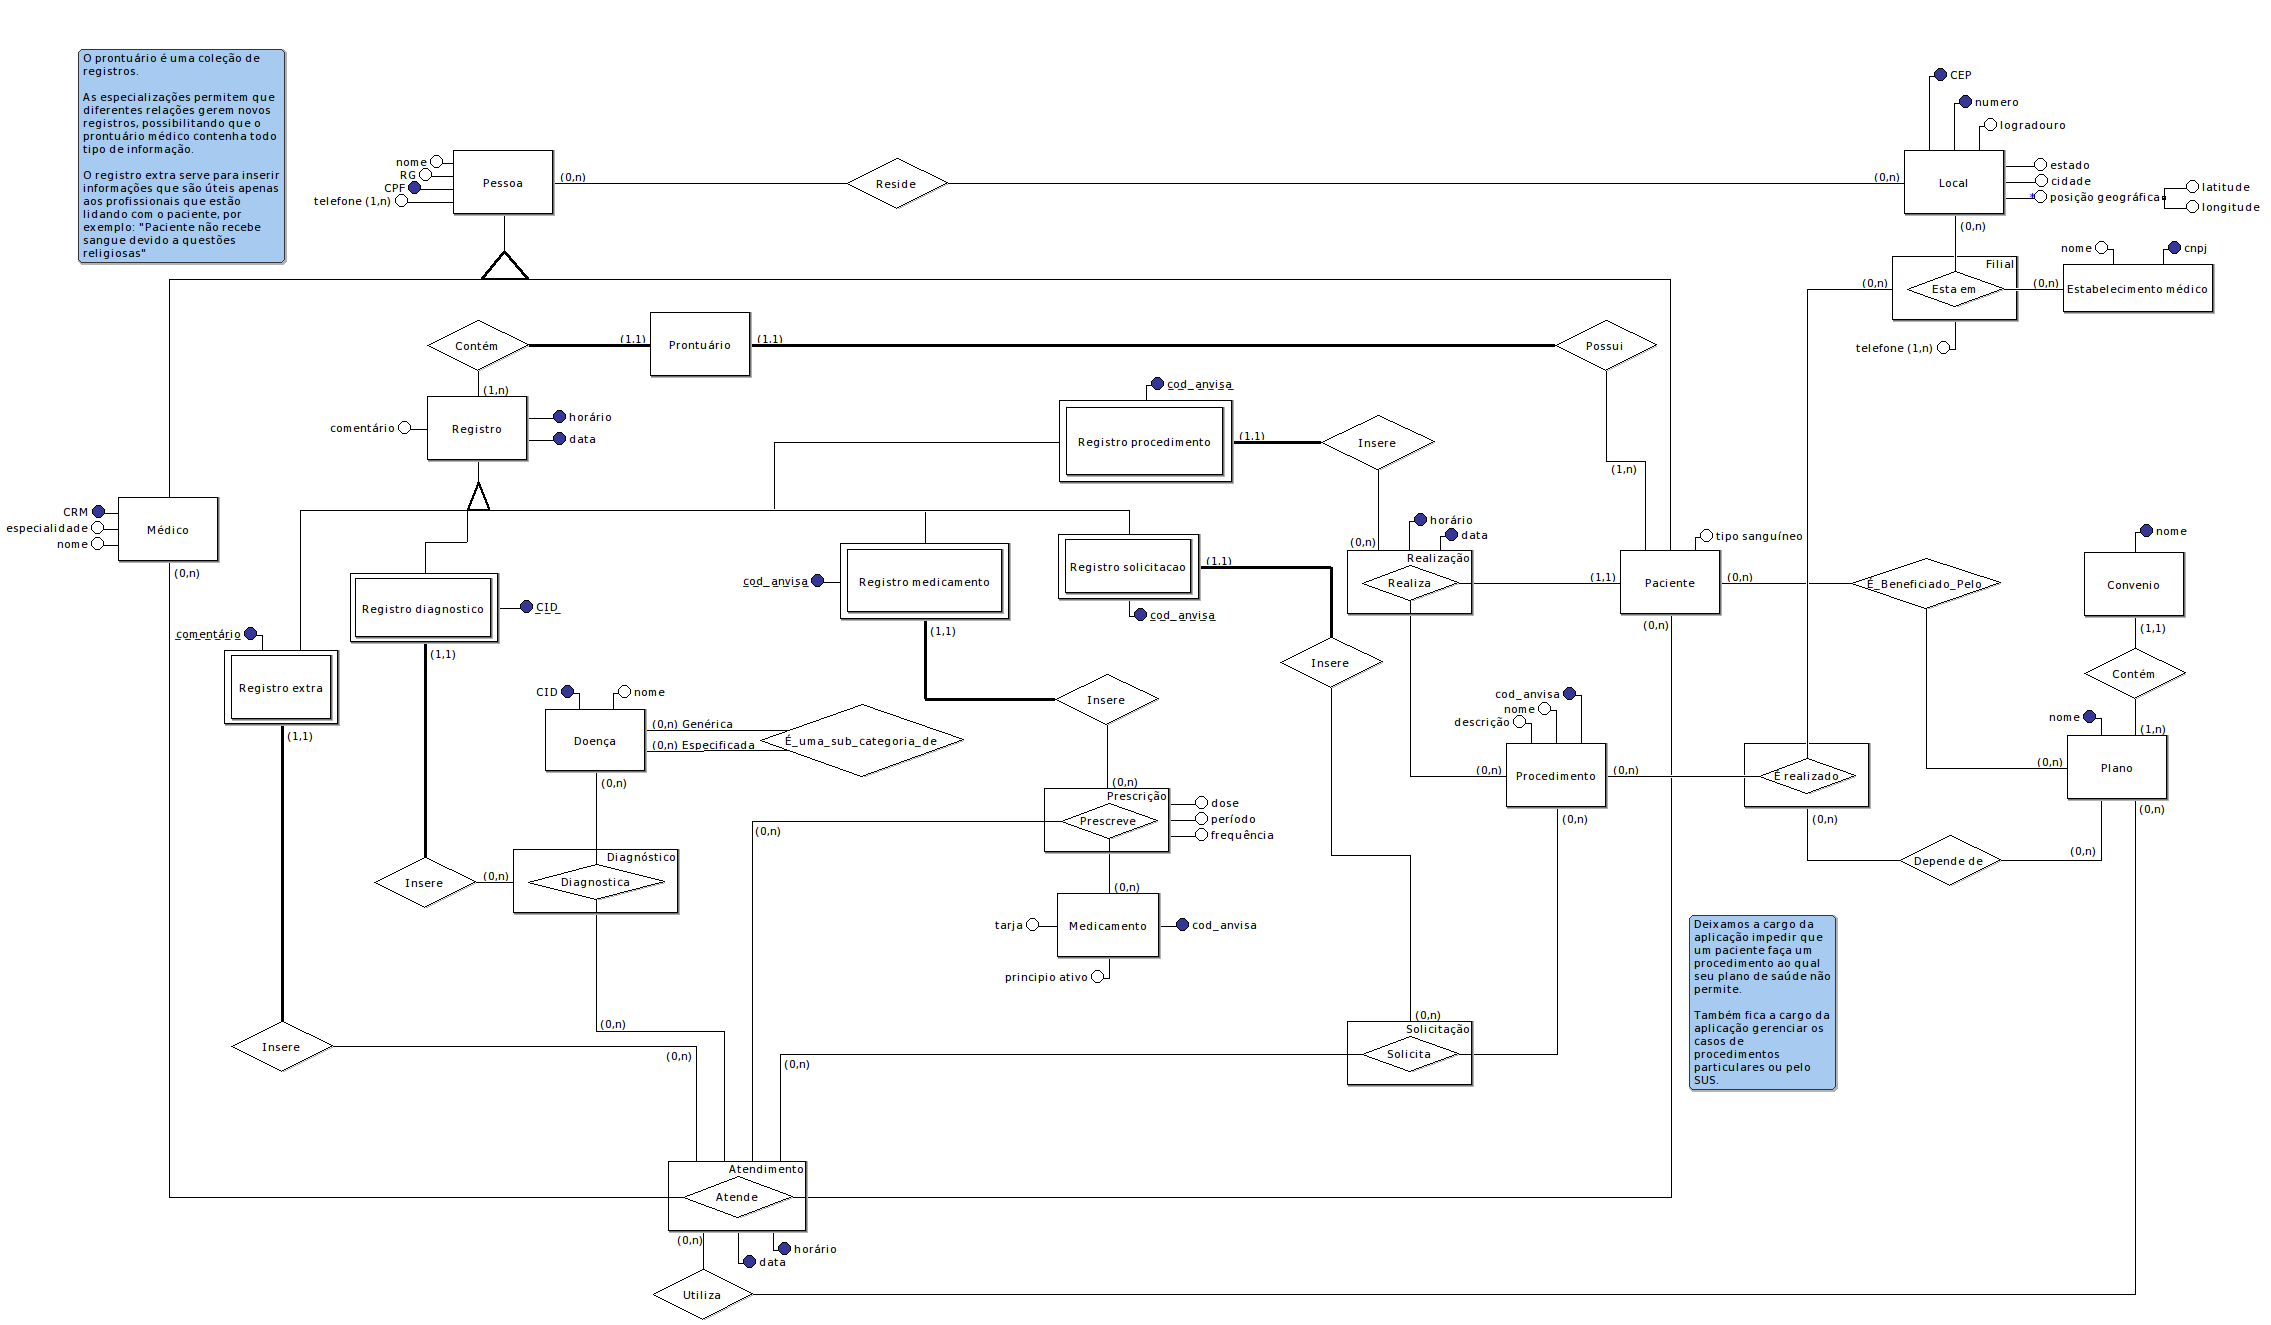 O prontuário é uma coleção de
registros.
As especializações permitem que
diferentes relações gerem novos
registros, possibilitando que o
prontuário médico contenha todo
tipo de informação.
O registro extra serve para inserir
informações que são úteis apenas
aos profissionais que estão
lidando com o paciente, por
exemplo: "Paciente não recebe
sangue devido a questões
religiosas"
CEP
numero
logradouro
nome
RG
CPF
telefone (1,n)
Pessoa
(0,n)
Reside
(0,n)
Local
estado
cidade
posição geográfica
latitude
longitude
(0,n)
nome
cnpj
Filial
(0,n)
Esta em
(0,n)
Estabelecimento médico
telefone (1,n)
Contém
(1,1)
Prontuário
(1,1)
Possui
(1,n)
comentário
Registro
horário
data
cod_anvisa
Registro procedimento
(1,1)
Insere
(1,n)
CRM
especialidade
nome
Médico
(0,n)
Registro diagnostico
CID
(1,1)
cod_anvisa
Registro medicamento
(1,1)
Registro solicitacao
(1,1)
cod_anvisa
horário
data
(0,n)
Realização
Realiza
(1,1)
tipo sanguíneo
Paciente
(0,n)
(0,n)
É_Beneficiado_Pelo
nome
Convenio
(1,1)
Contém
(1,n)
comentário
Registro extra
(1,1)
Insere
CID
nome
Doença
(0,n) Genérica
(0,n) Especificada
É_uma_sub_categoria_de
(0,n)
Insere
(0,n)
cod_anvisa
nome
descrição
(0,n)
Procedimento
(0,n)
(0,n)
É realizado
(0,n)
nome
(0,n)
Plano
(0,n)
Depende de
(0,n)
Prescrição
Prescreve
dose
período
frequência
(0,n)
(0,n)
tarja
Medicamento
cod_anvisa
principio ativo
Insere
(0,n)
Diagnóstico
Diagnostica
(0,n)
Deixamos a cargo da
aplicação impedir que
um paciente faça um
procedimento ao qual
seu plano de saúde não
permite.
Também fica a cargo da
aplicação gerenciar os
casos de
procedimentos
particulares ou pelo
SUS.
(0,n)
Solicitação
Solicita
(0,n)
Insere
(0,n)
Atendimento
Atende
(0,n)
data
horário
Utiliza